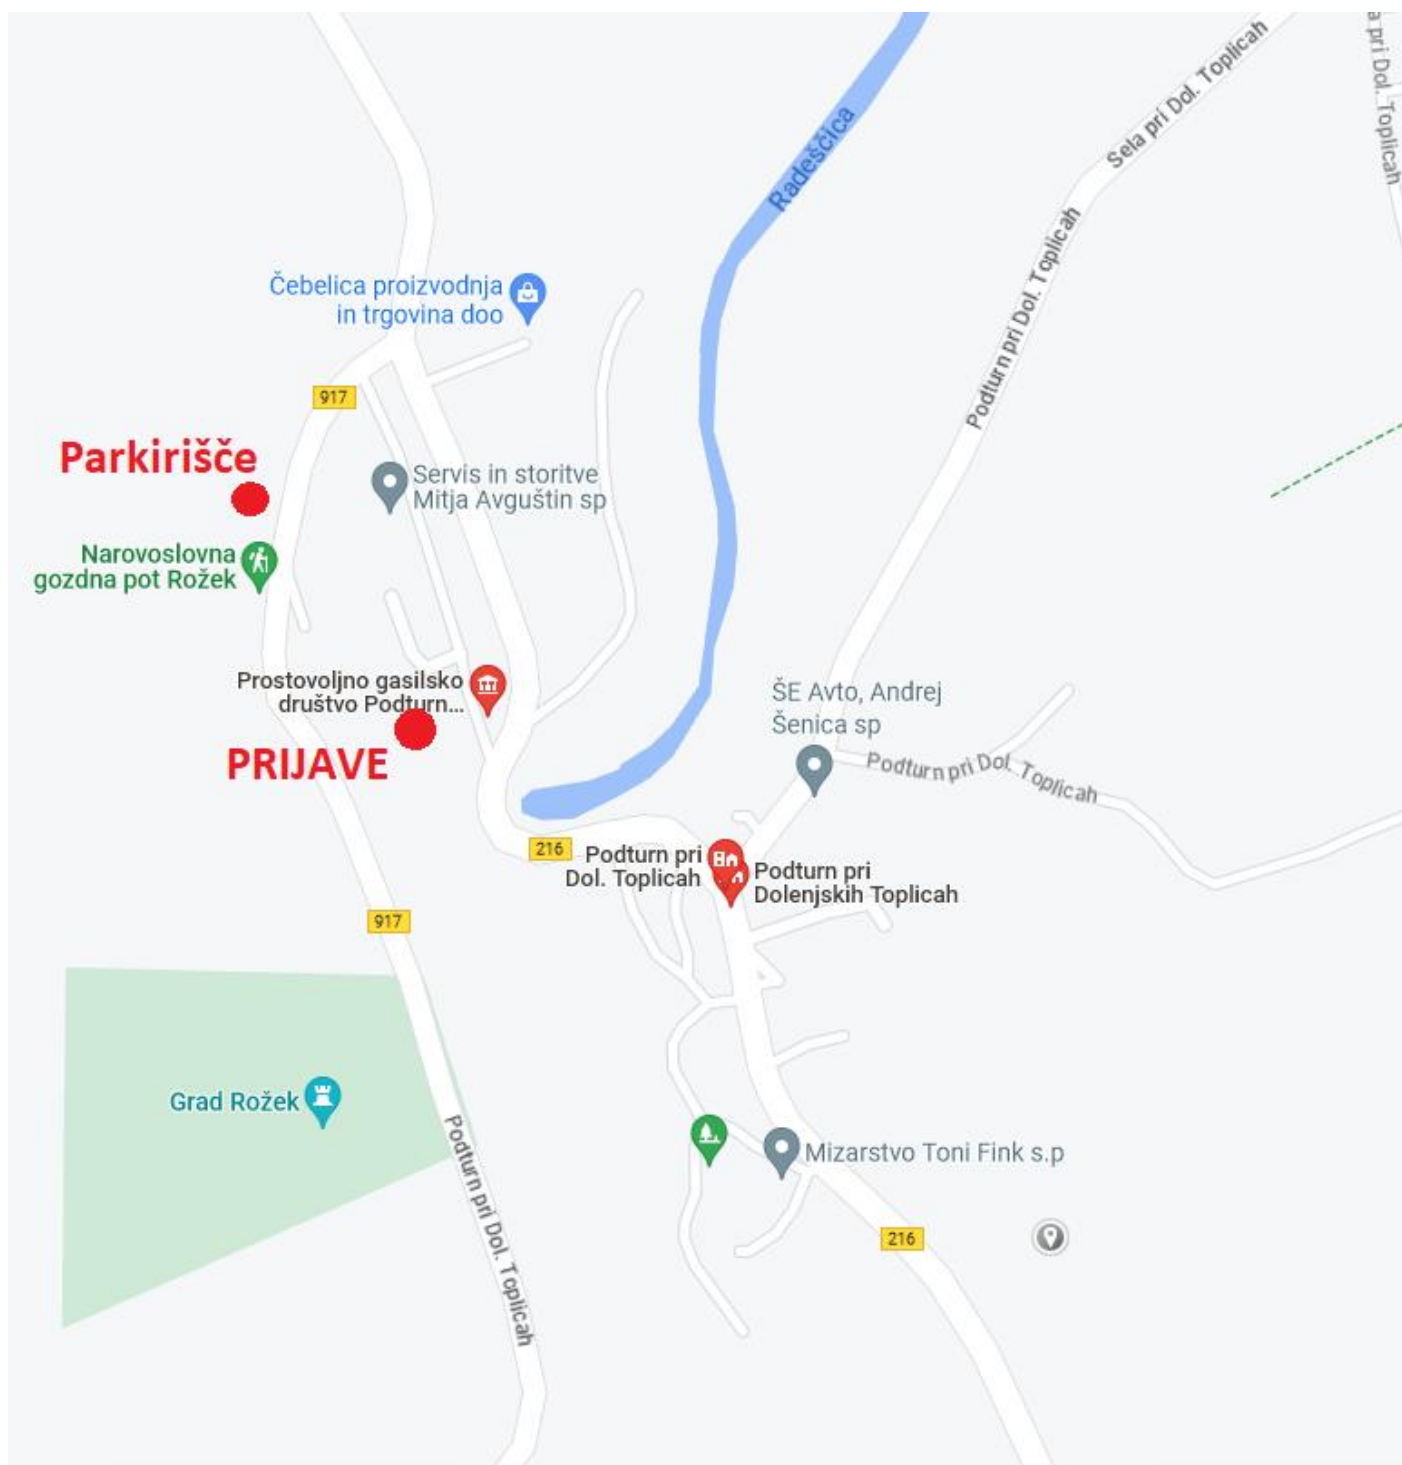 a pri Dol. Toplicah
Sela pri Dol. Toplicah
Radeščica
Podturn pri Dol. Toplicah
Čebelica proizvodnja
in trgovina doo
917
Parkirišče
Servis in storitve
Mitja Avguštin sp
Narovoslovna
gozdna pot Rožek
Prostovoljno gasilsko
društvo Podturn...
PRIJAVE
ŠE Avto, Andrej
Šenica sp
Podturn pri Dol. Toplicah
216
Podturn pri
Dol. Toplicah
Podturn pri
Dolenjskih Toplicah
917
Grad Rožek
Podturn pri Dol. Toplicah
Mizarstvo Toni Fink s.p
216